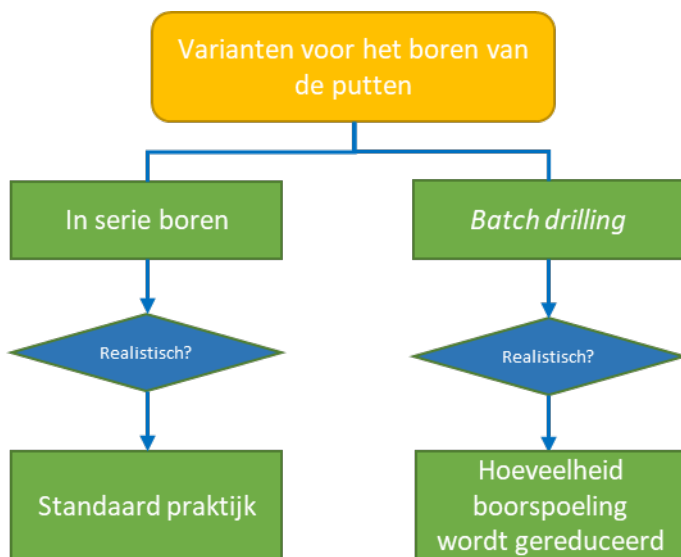 Varianten voor het boren van
de putten
In serie boren
Batch drilling
Realistisch?
Realistisch?
Standaard praktijk
Hoeveelheid
boorspoeling
wordt gereduceerd